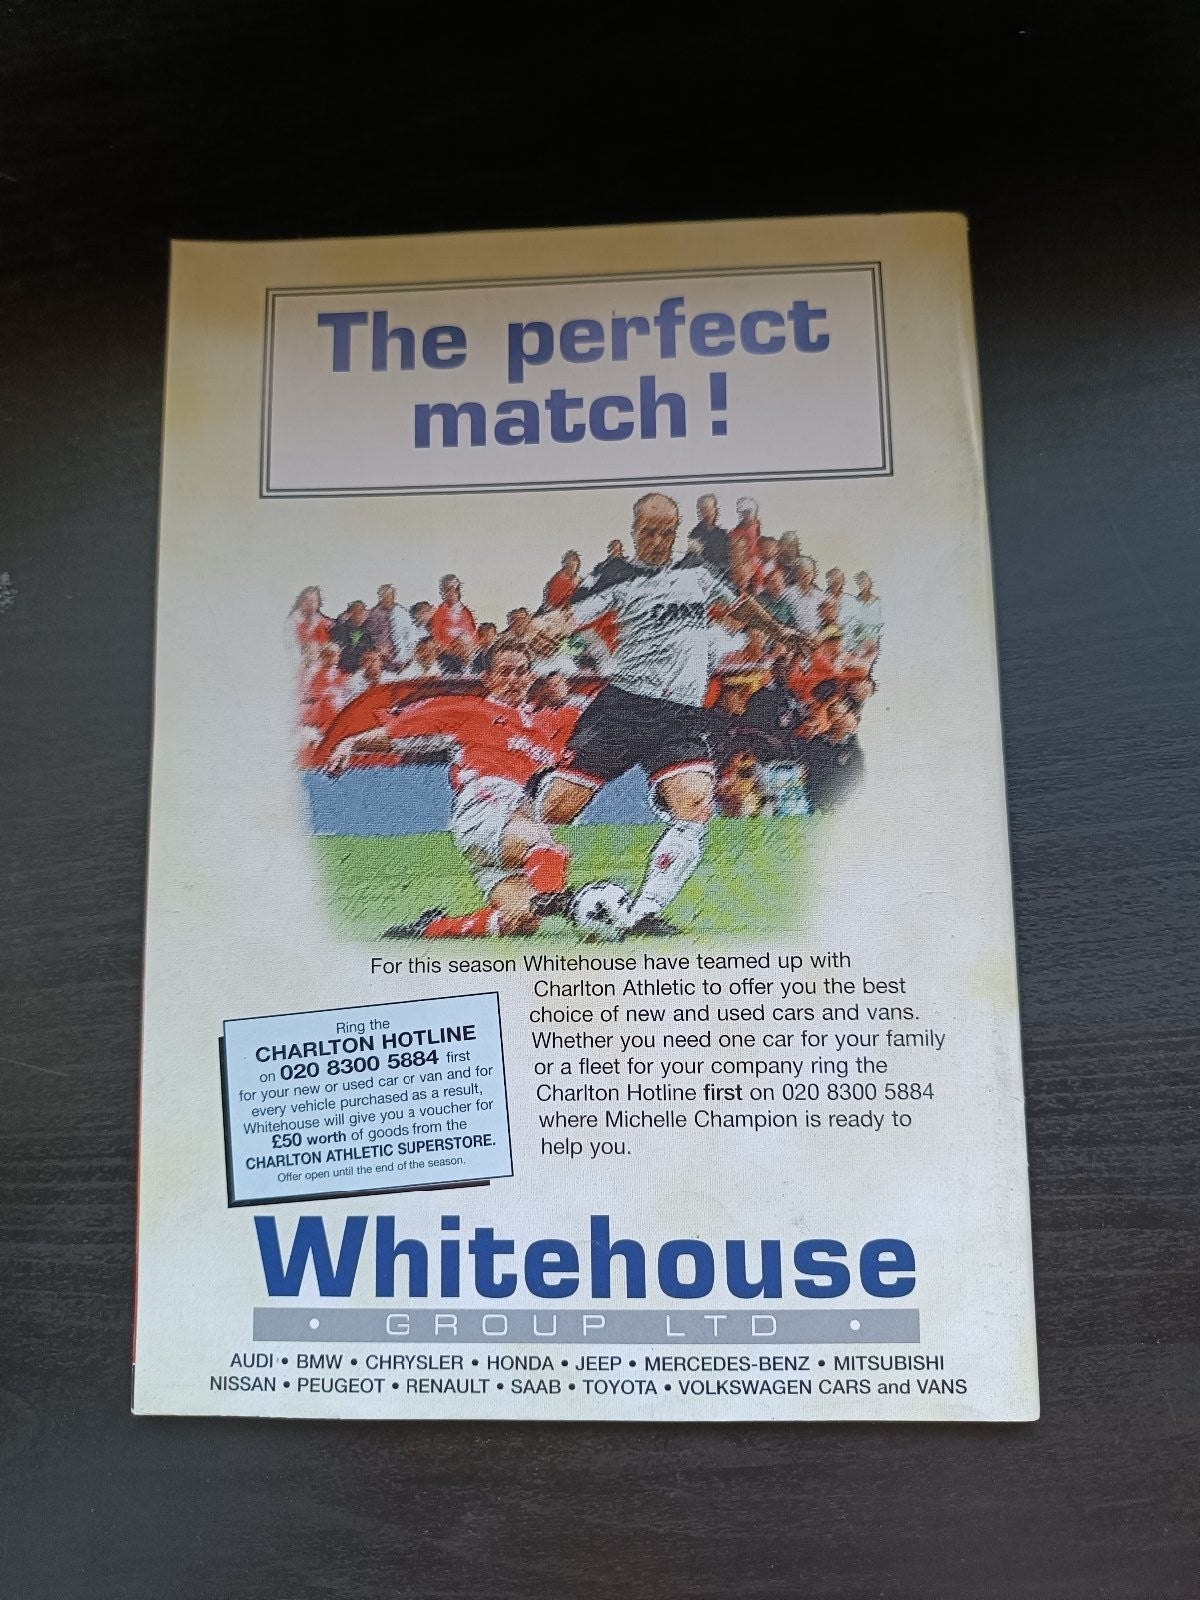 The perfect
match!
For this season Whitehouse have teamed up with
Charlton Athletic to offer you the best
choice of new and used cars and vans.
Whether you need one car for your family
or a fleet for your company ring the
Charlton Hotline first on 020 8300 5884
where Michelle Champion is ready to
help you.
Ring the
CHARLTON HOTLINE
on 020 8300 5884 first
for your new or used car or van and for
every vehicle purchased as a result,
Whitehouse will give you a voucher for
£50 worth of goods from the
CHARLTON ATHLETIC SUPERSTORE.
Offer open until the end of the season.
Whitehouse
• GROUP LTD •
AUDI • BMW • CHRYSLER • HONDA • JEEP • MERCEDES-BENZ • MITSUBISHI
NISSAN • PEUGEOT • RENAULT • SAAB • TOYOTA • VOLKSWAGEN CARS and VANS